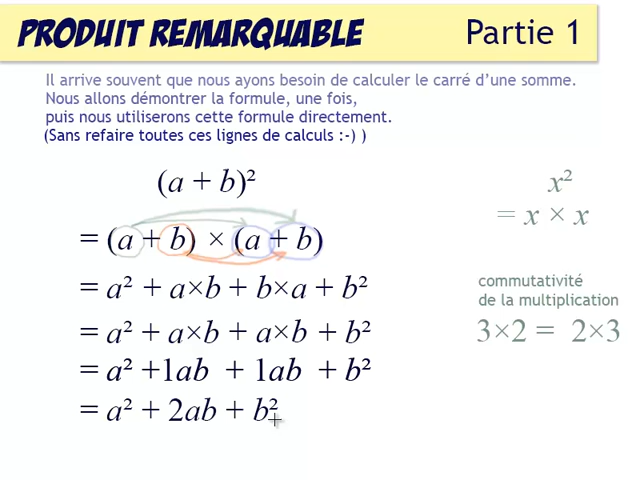 PRODUIT REMARQUABLE Partie 1
Il arrive souvent que nous ayons besoin de calculer le carré d'une somme.
Nous allons démontrer la formule, une fois,
puis nous utiliserons cette formule directement.
(Sans refaire toutes ces lignes de calculs :-) )
(a + b)²
= (a + b) × (a + b)
= a² + a×b + b×a + b²
= a² + a×b + a×b + b²
= a² +1ab + 1ab + b²
= a² + 2ab + b²
x²
= x × x
commutativité
de la multiplication
3×2 = 2×3